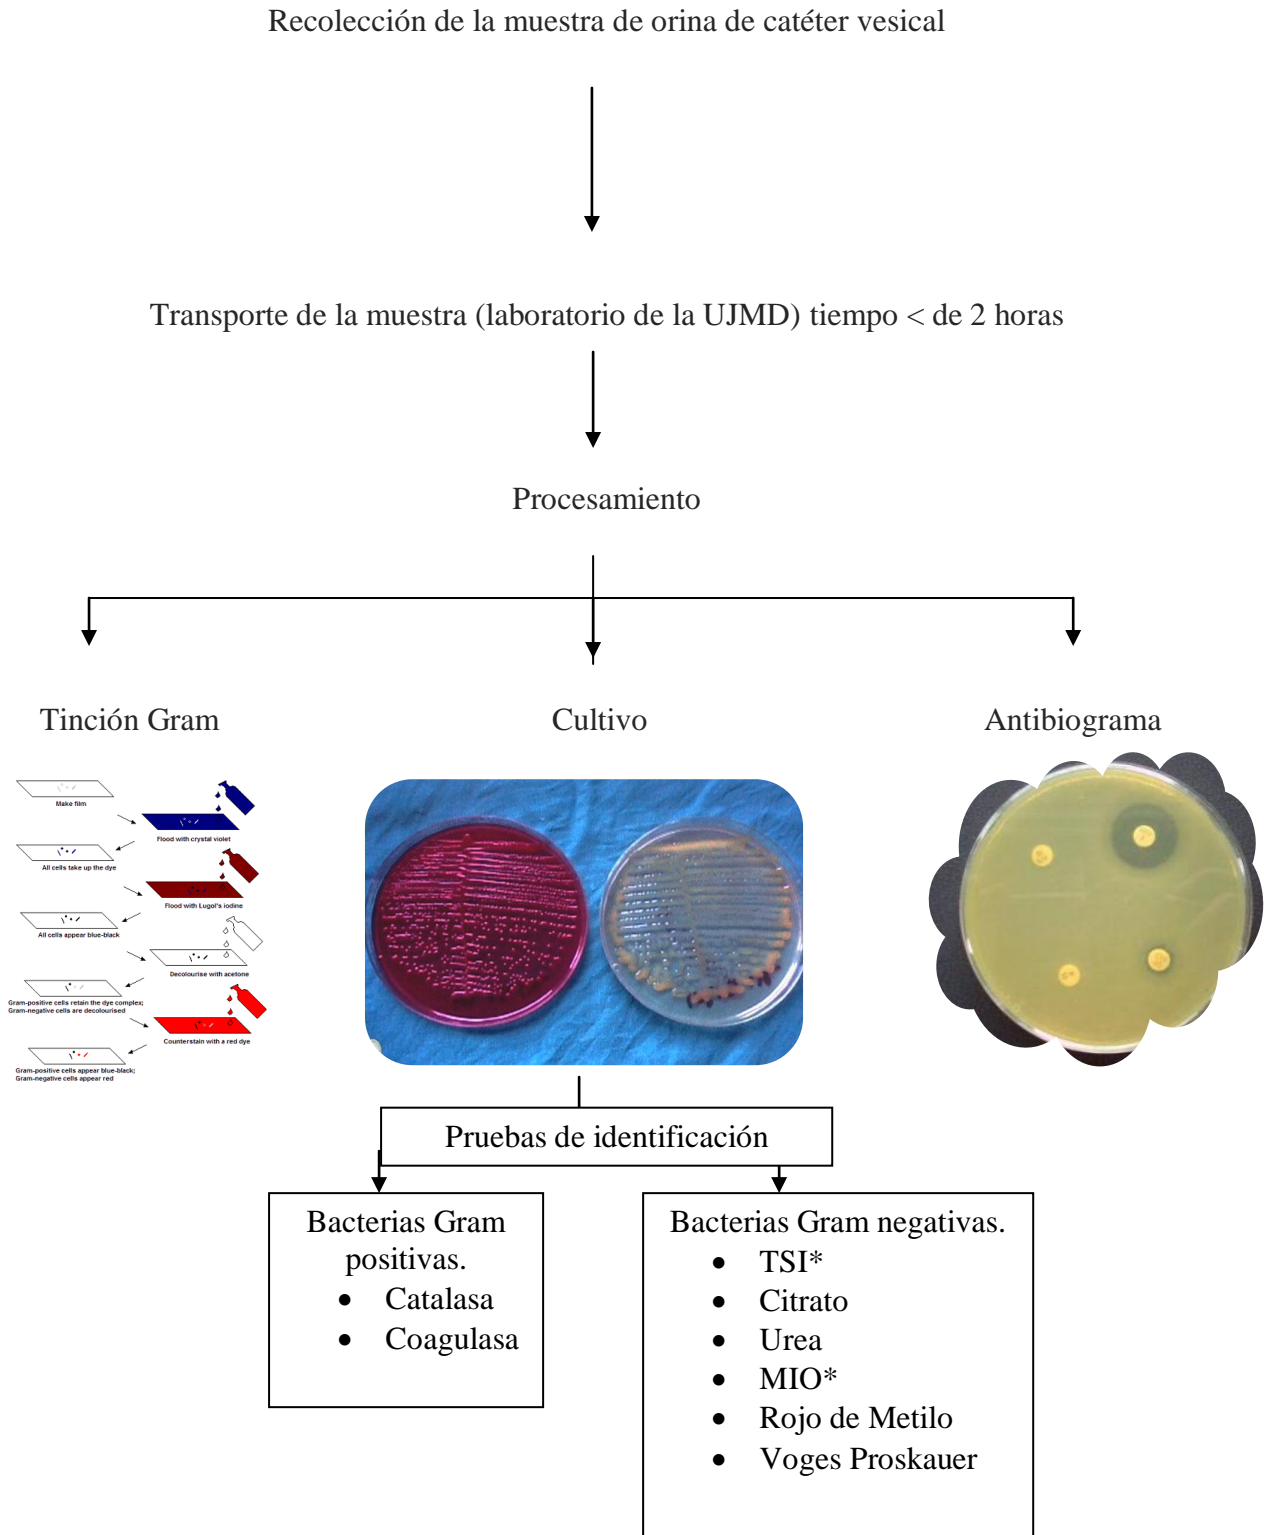 Recolección de la muestra de orina de catéter vesical
Transporte de la muestra (laboratorio de la UJMD) tiempo < de 2 horas
Procesamiento
Tinción Gram
Cultivo
Antibiograma
Make film
Flood with crystal violet
All cells take up the dye
Flood with Lugol's iodine
All cells appear blue-black
Decolourise with acetone
Gram-positive cells retain the dye complex;
Gram-negative cells are decolourised
Counterstain with a red dye
Gram-positive cells appear blue-black;
Gram-negative cells appear red
Pruebas de identificación
Bacterias Gram
positivas.
• Catalasa
• Coagulasa
Bacterias Gram negativas.
• TSI*
• Citrato
• Urea
• MIO*
• Rojo de Metilo
• Voges Proskauer